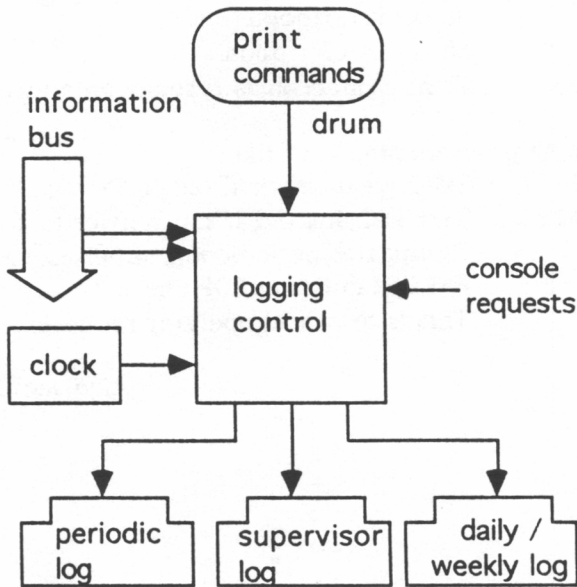 print
commands
information
bus
drum
logging
control
console
requests
clock
periodic
log
supervisor
log
daily /
weekly log